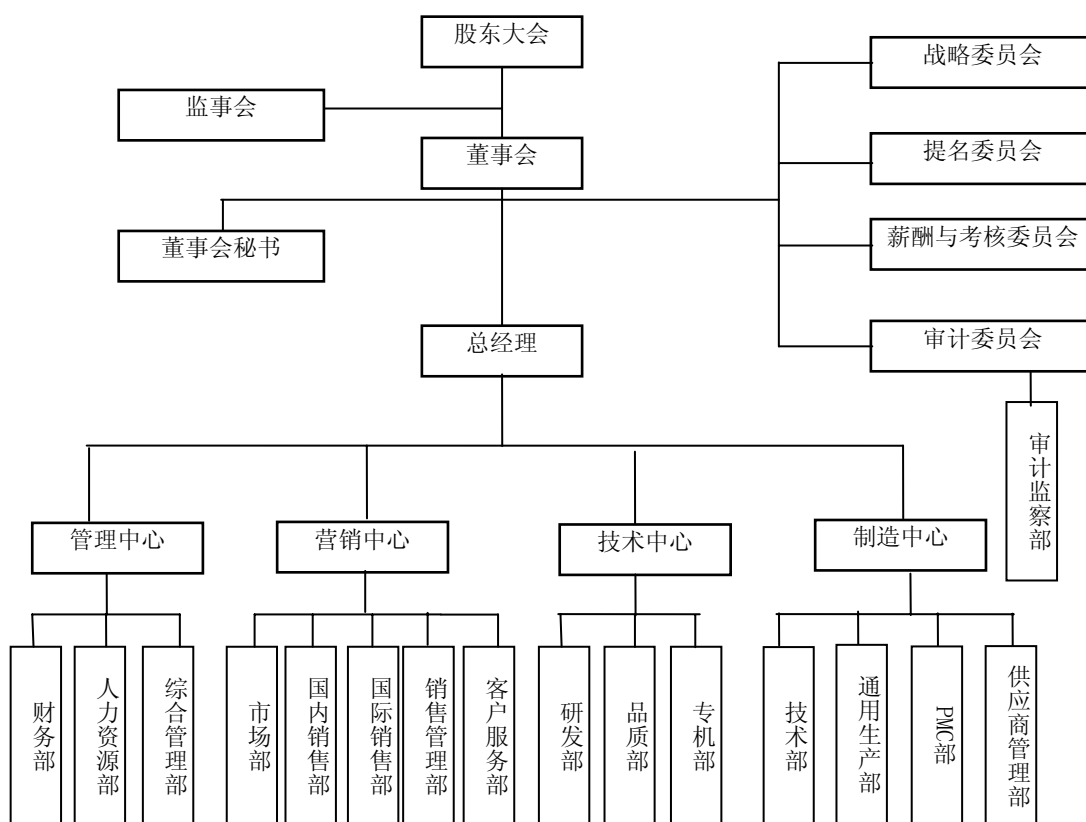 股东大会
战略委员会
监事会
董事会
提名委员会
董事会秘书
薪酬与考核委员会
总经理
审计委员会
审计监察部
管理中心
营销中心
技术中心
制造中心
财务部
人力资源部
综合管理部
市场部
国内销售部
国际销售部
销售管理部
客户服务部
研发部
品质部
专机部
技术部
通用生产部
PMC部
供应商管理部